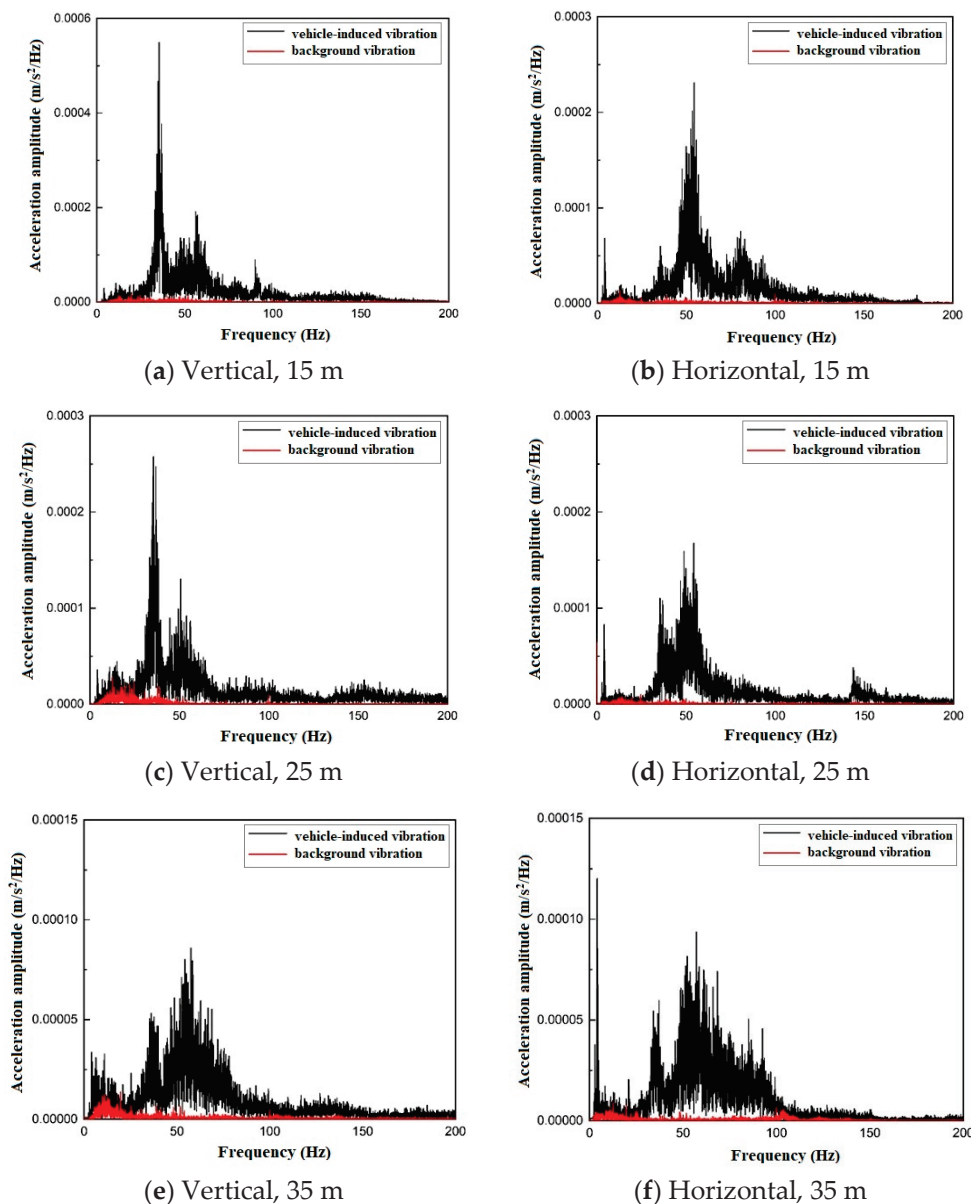 0.0006
vehicle-induced vibration
background vibration
0.0004
0.0002
0.0000
0 50 100 150 200
Acceleration amplitude (m/s²/Hz)
Frequency (Hz)
(a) Vertical, 15 m
0.0003
vehicle-induced vibration
background vibration
0.0002
0.0001
0.0000
0 50 100 150 200
Acceleration amplitude (m/s²/Hz)
Frequency (Hz)
(b) Horizontal, 15 m
0.0003
vehicle-induced vibration
background vibration
0.0002
0.0001
0.0000
0 50 100 150 200
Acceleration amplitude (m/s²/Hz)
Frequency (Hz)
(c) Vertical, 25 m
0.0003
vehicle-induced vibration
background vibration
0.0002
0.0001
0.0000
0 50 100 150 200
Acceleration amplitude (m/s²/Hz)
Frequency (Hz)
(d) Horizontal, 25 m
0.00015
vehicle-induced vibration
background vibration
0.00010
0.00005
0.00000
0 50 100 150 200
Acceleration amplitude (m/s²/Hz)
Frequency (Hz)
(e) Vertical, 35 m
0.00015
vehicle-induced vibration
background vibration
0.00010
0.00005
0.00000
0 50 100 150 200
Acceleration amplitude (m/s²/Hz)
Frequency (Hz)
(f) Horizontal, 35 m